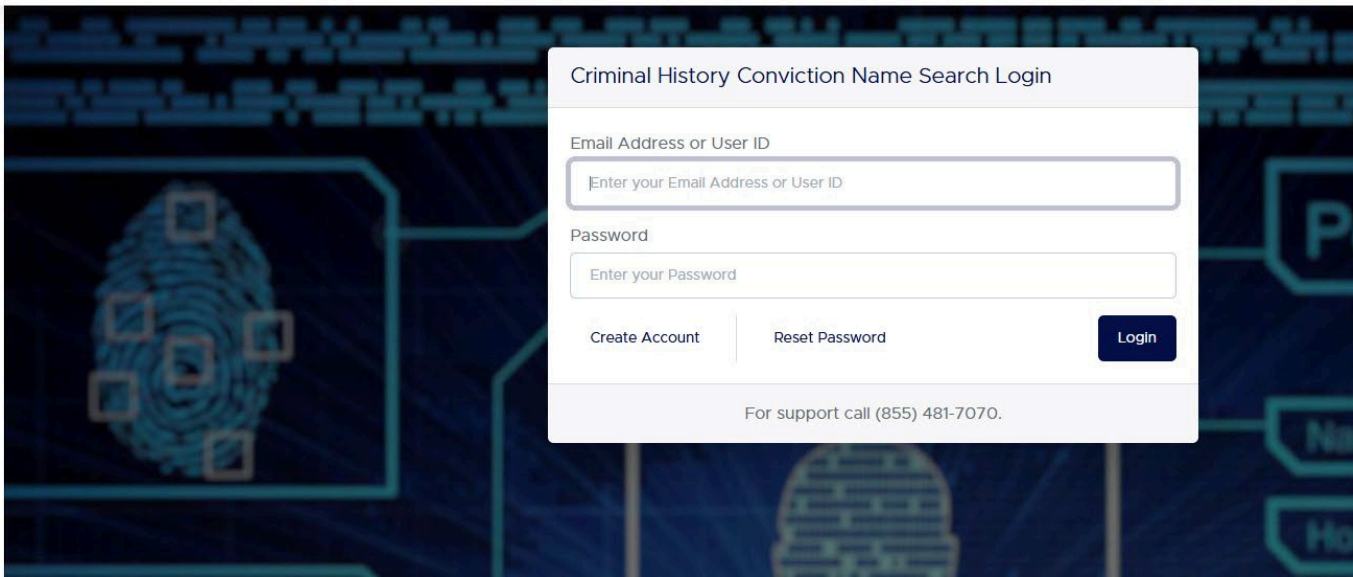 Criminal History Conviction Name Search Login
Email Address or User ID
Enter your Email Address or User ID
Password
Enter your Password
Create Account
Reset Password
Login
For support call (855) 481-7070.